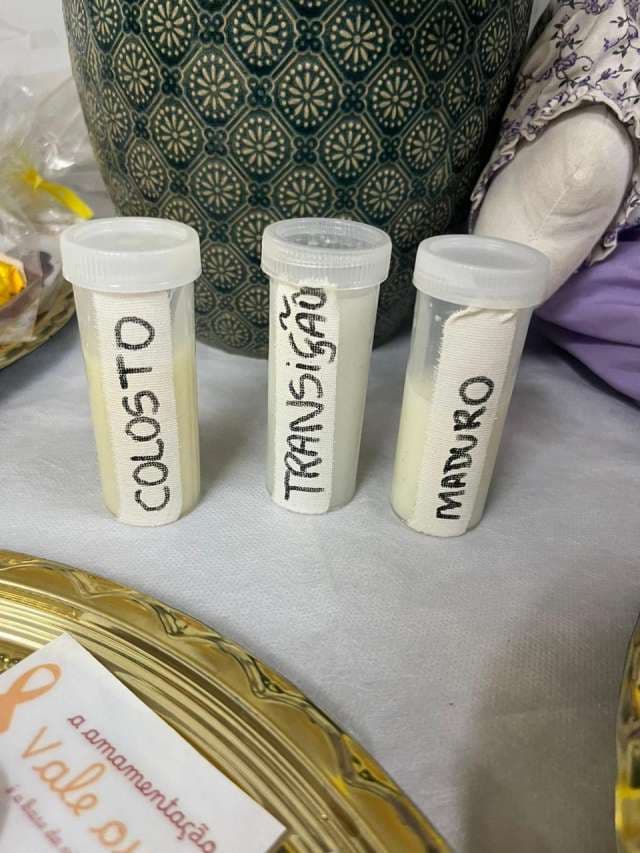 COLOSTO
TRANSIÇÃO
MADURO
a amamentação
Vale